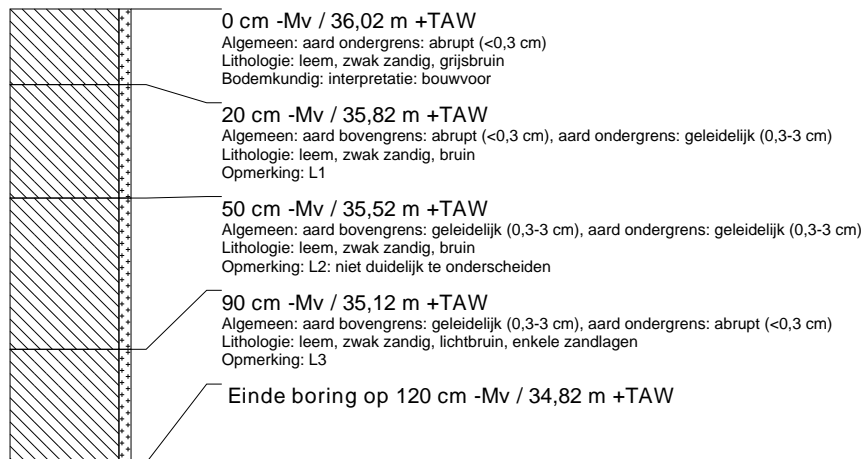 0 cm -Mv / 36,02 m +TAW
Algemeen: aard ondergrens: abrupt (<0,3 cm)
Lithologie: leem, zwak zandig, grijsbruin
Bodemkundig: interpretatie: bouwvoor
20 cm -Mv / 35,82 m +TAW
Algemeen: aard bovengrens: abrupt (<0,3 cm), aard ondergrens: geleidelijk (0,3-3 cm)
Lithologie: leem, zwak zandig, bruin
Opmerking: L1
50 cm -Mv / 35,52 m +TAW
Algemeen: aard bovengrens: geleidelijk (0,3-3 cm), aard ondergrens: geleidelijk (0,3-3 cm)
Lithologie: leem, zwak zandig, bruin
Opmerking: L2: niet duidelijk te onderscheiden
90 cm -Mv / 35,12 m +TAW
Algemeen: aard bovengrens: geleidelijk (0,3-3 cm), aard ondergrens: abrupt (<0,3 cm)
Lithologie: leem, zwak zandig, lichtbruin, enkele zandlagen
Opmerking: L3
Einde boring op 120 cm -Mv / 34,82 m +TAW